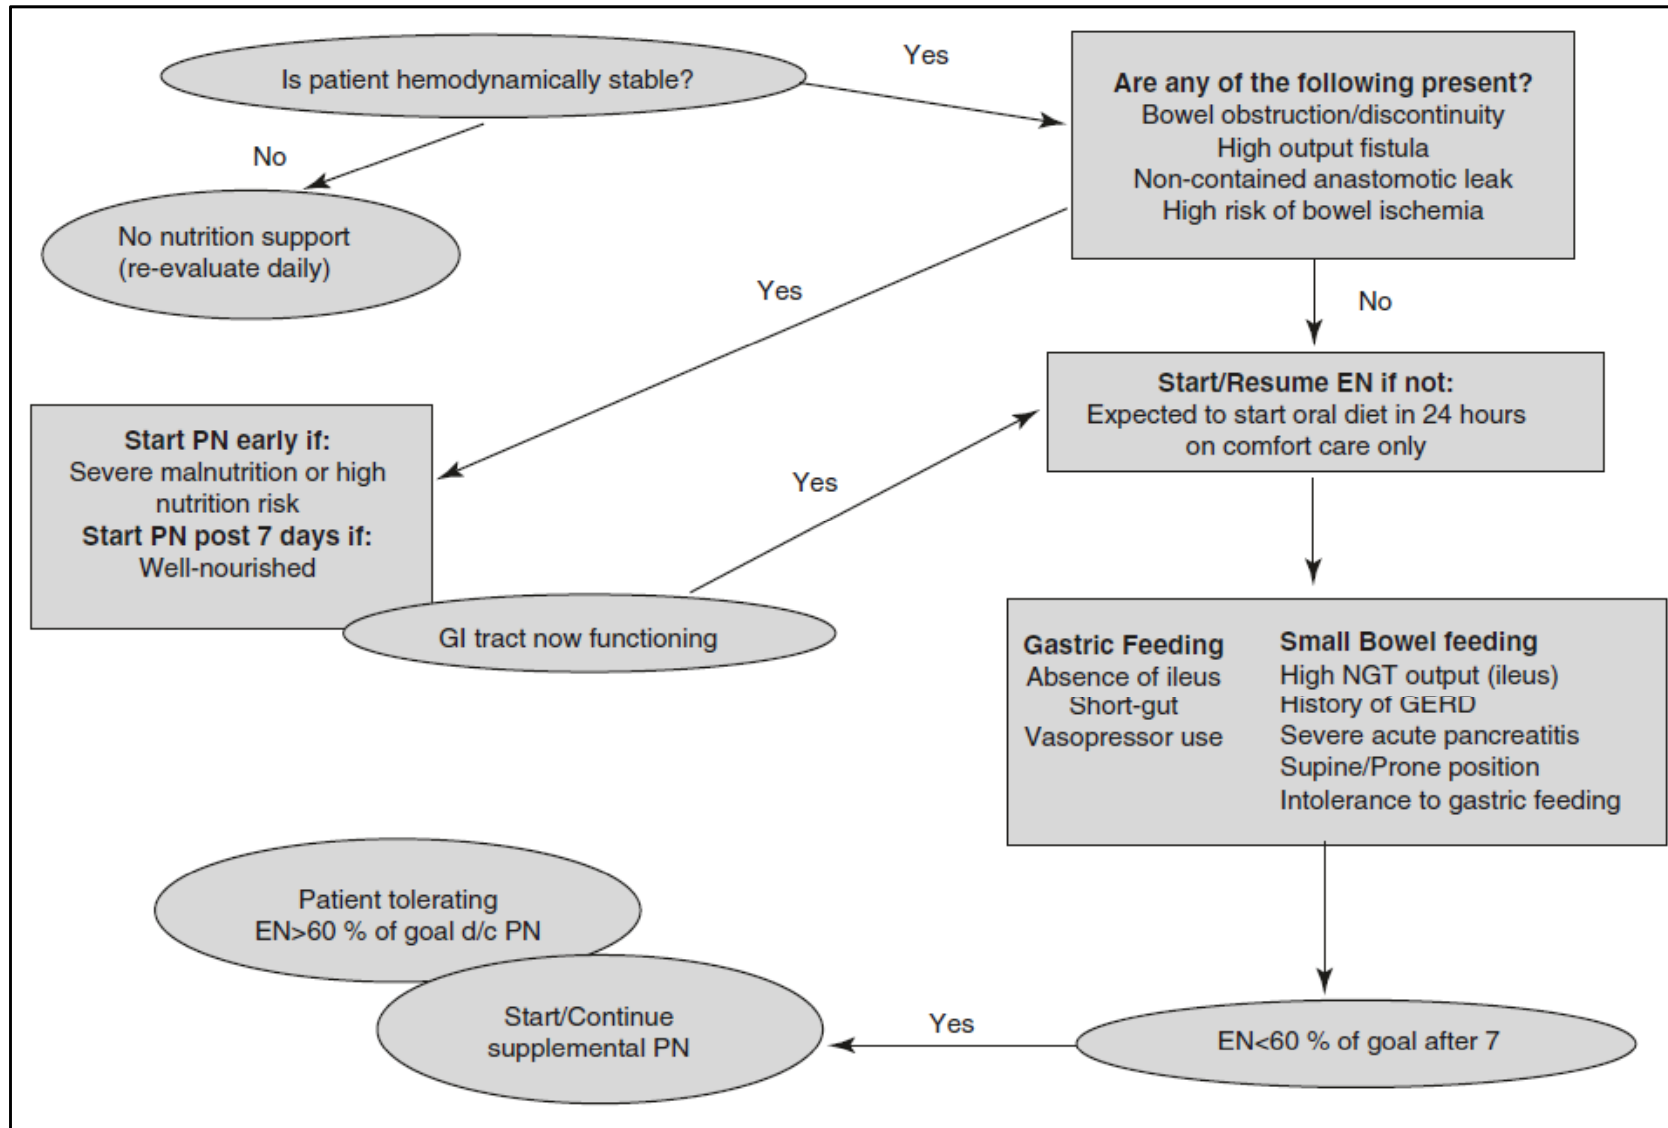 Is patient hemodynamically stable?
Yes
Are any of the following present?
Bowel obstruction/discontinuity
High output fistula
Non-contained anastomotic leak
High risk of bowel ischemia
No
No nutrition support
(re-evaluate daily)
Yes
No
Start/Resume EN if not:
Expected to start oral diet in 24 hours
on comfort care only
Start PN early if:
Severe malnutrition or high
nutrition risk
Start PN post 7 days if:
Well-nourished
Yes
GI tract now functioning
Gastric Feeding
Absence of ileus
Short-gut
Vasopressor use
Small Bowel feeding
High NGT output (ileus)
History of GERD
Severe acute pancreatitis
Supine/Prone position
Intolerance to gastric feeding
Patient tolerating
EN>60 % of goal d/c PN
Start/Continue
supplemental PN
Yes
EN<60 % of goal after 7